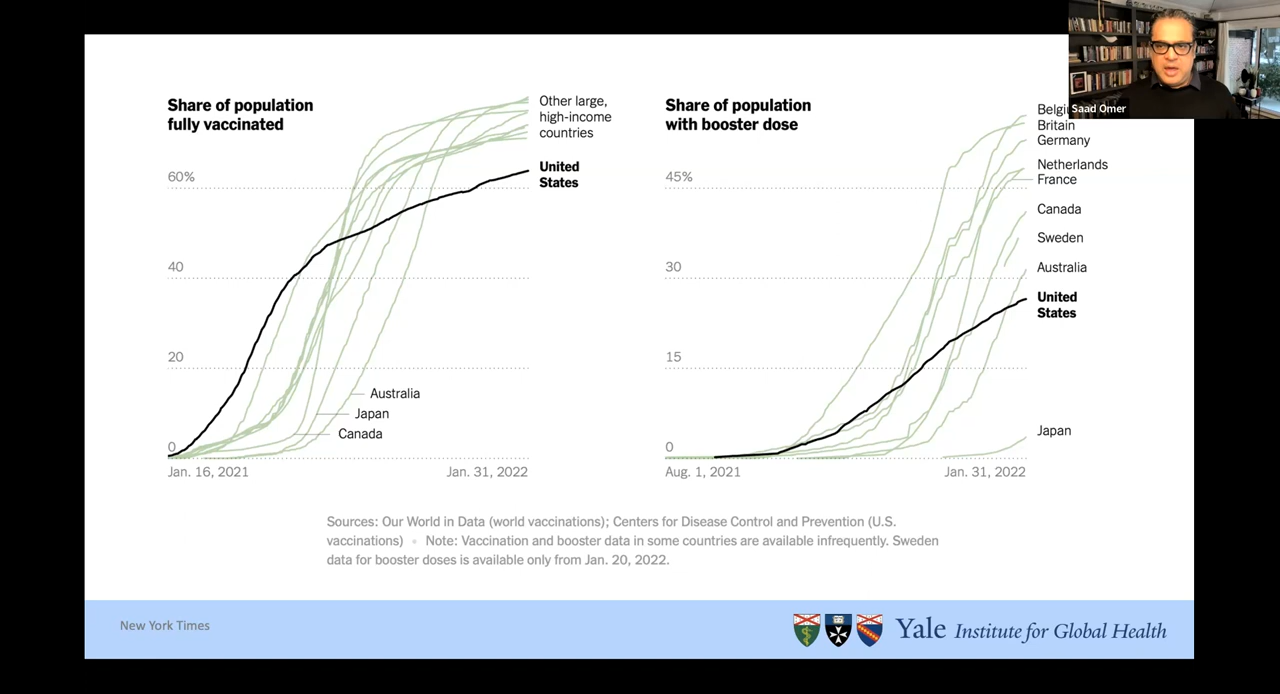 Saad Omer
Share of population
fully vaccinated
60%
40
20
0
Jan. 16, 2021
Jan. 31, 2022
Other large,
high-income
countries
United
States
Australia
Japan
Canada
Share of population
with booster dose
45%
30
15
0
Aug. 1, 2021
Jan. 31, 2022
Britain
Germany
Netherlands
France
Canada
Sweden
Australia
United
States
Japan
Sources: Our World in Data (world vaccinations); Centers for Disease Control and Prevention (U.S.
vaccinations) • Note: Vaccination and booster data in some countries are available infrequently. Sweden
data for booster doses is available only from Jan. 20, 2022.
New York Times
Yale Institute for Global Health